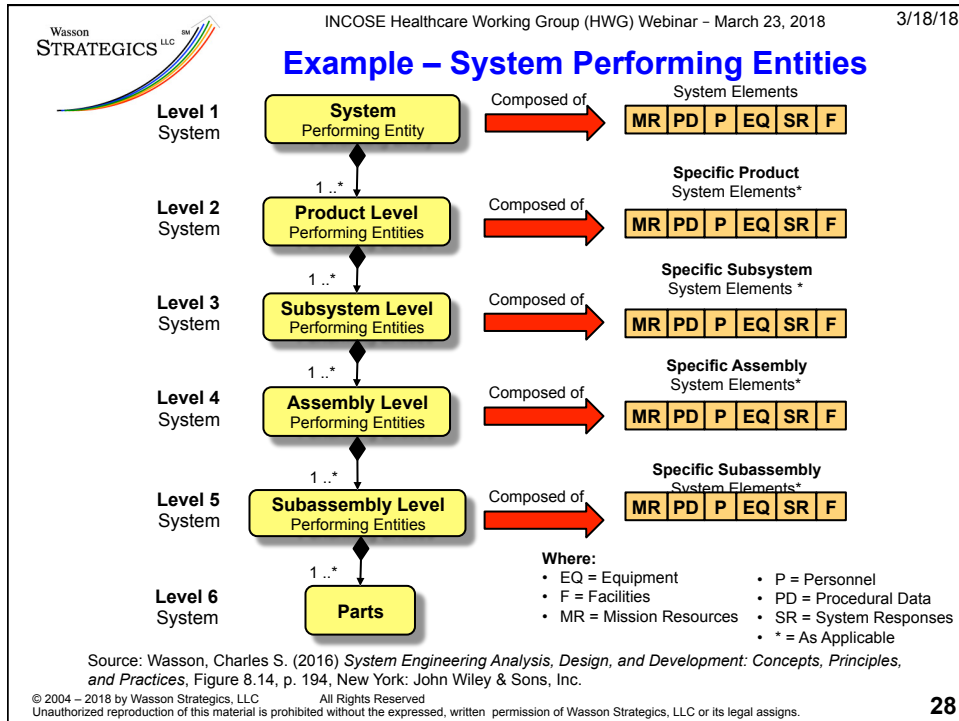 INCOSE Healthcare Working Group (HWG) Webinar – March 23, 2018
3/18/18
Wasson SM
STRATEGICS LLC
Example – System Performing Entities
Level 1
System
System
Performing Entity
Composed of
System Elements
MR PD P EQ SR F
1 ..*
Level 2
System
Product Level
Performing Entities
Composed of
Specific Product
System Elements*
MR PD P EQ SR F
1 ..*
Level 3
System
Subsystem Level
Performing Entities
Composed of
Specific Subsystem
System Elements *
MR PD P EQ SR F
1 ..*
Level 4
System
Assembly Level
Performing Entities
Composed of
Specific Assembly
System Elements*
MR PD P EQ SR F
1 ..*
Level 5
System
Subassembly Level
Performing Entities
Composed of
Specific Subassembly
System Elements*
MR PD P EQ SR F
1 ..*
Level 6
System
Parts
Where:
• EQ = Equipment
• F = Facilities
• MR = Mission Resources
• P = Personnel
• PD = Procedural Data
• SR = System Responses
• * = As Applicable
Source: Wasson, Charles S. (2016) System Engineering Analysis, Design, and Development: Concepts, Principles,
and Practices, Figure 8.14, p. 194, New York: John Wiley & Sons, Inc.
© 2004 – 2018 by Wasson Strategics, LLC All Rights Reserved
Unauthorized reproduction of this material is prohibited without the expressed, written permission of Wasson Strategics, LLC or its legal assigns.
28